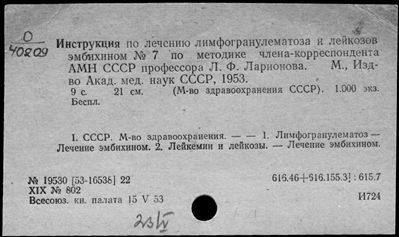 О
40809
Инструкция по лечению лимфогранулематоза и лейкозов
эмбихином № 7 по методике члена-корреспондента
АМН СССР профессора Л. Ф. Ларионова. М., Изд-
во Акад. мед. наук СССР, 1953.
9 с. 21 см. (М-во здравоохранения СССР). 1.000 экз.
Беспл.
1. СССР. М-во здравоохранения. — — 1. Лимфогранулематоз —
Лечение эмбихином. 2. Лейкемии и лейкозы. — Лечение эмбихином.
№ 19530 [53-16538] 22
616.46+616.155.3] : 615.7
XIX № 802
Всесоюз. кн. палата 15 V 53
И724
23/V